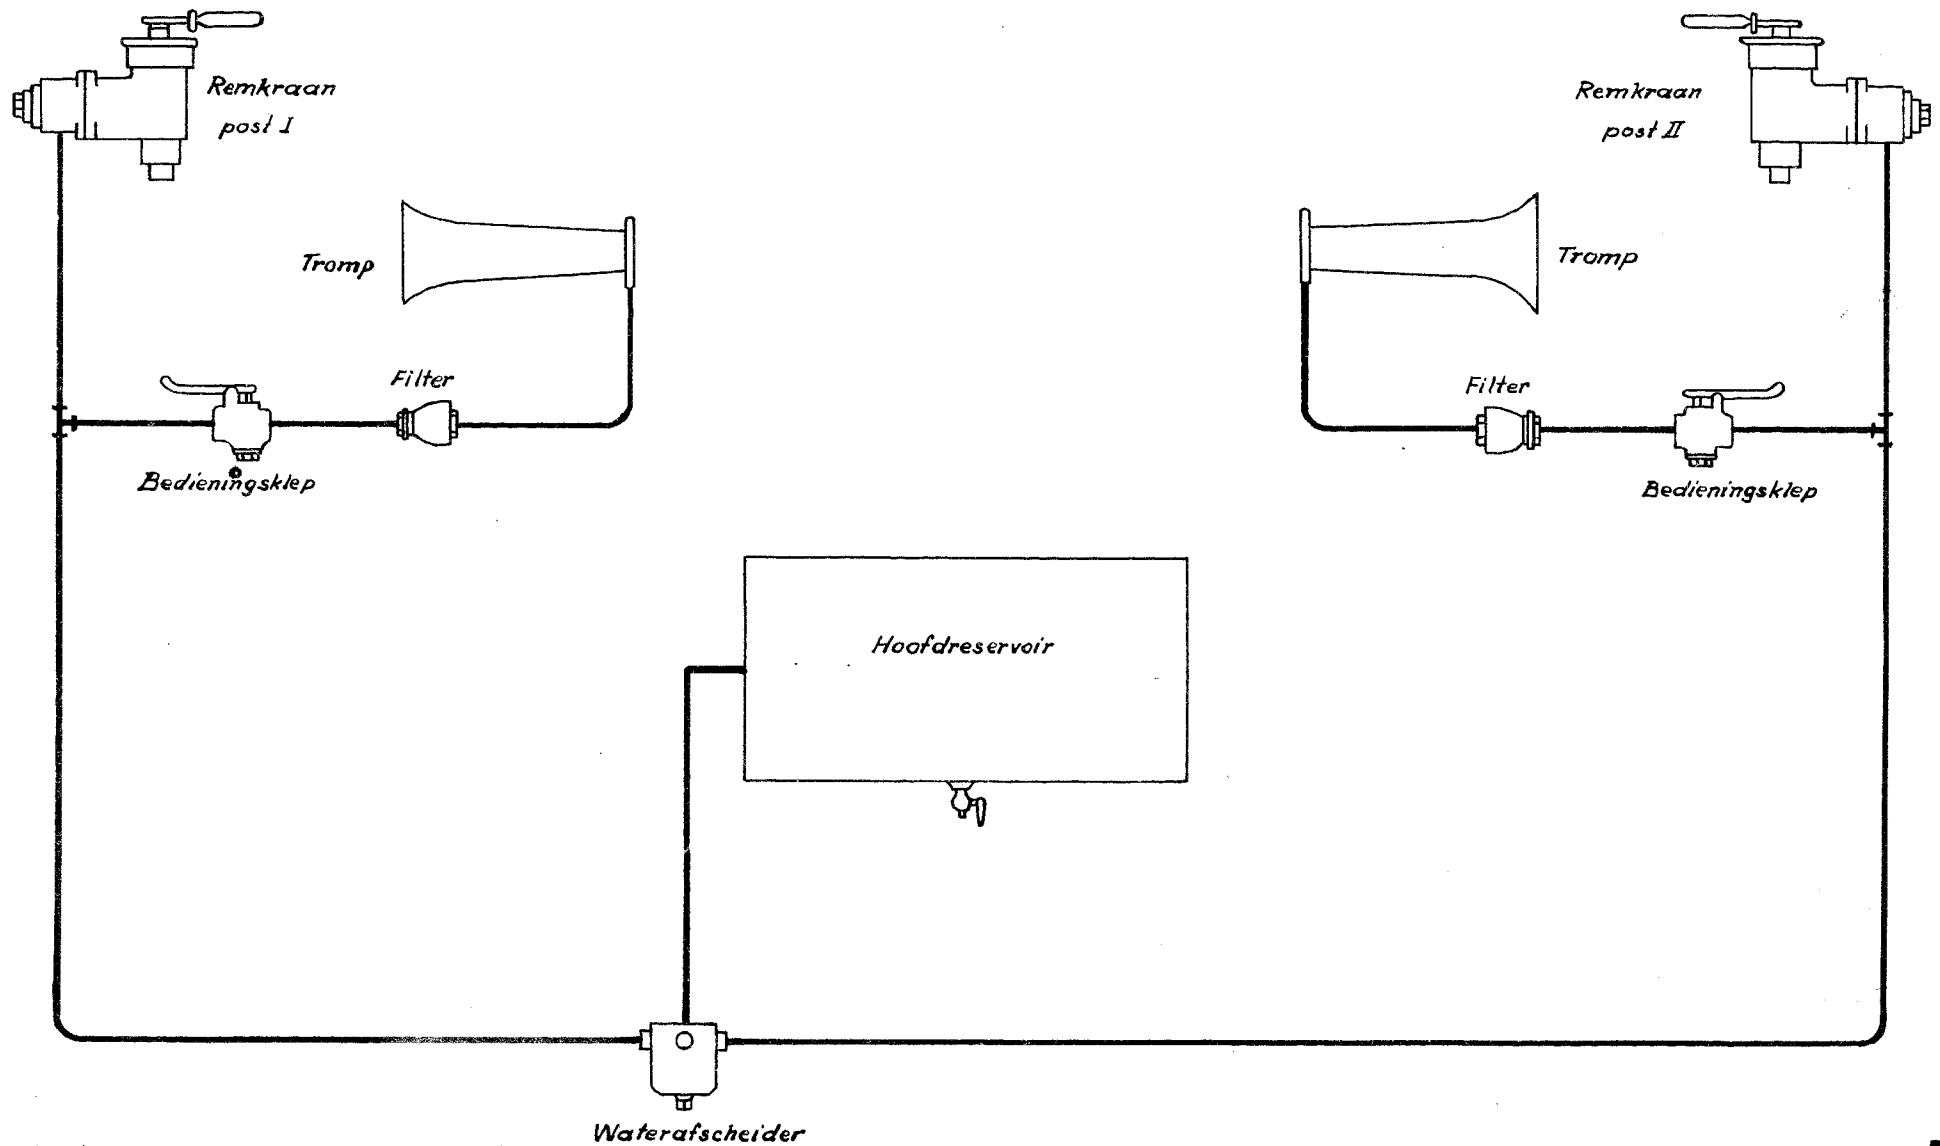 Remkraan
post I
Remkraan
post II
Tromp
Tromp
Filter
Filter
Bedieningsklep
Bedieningsklep
Hoofdreservoir
Waterafscheider